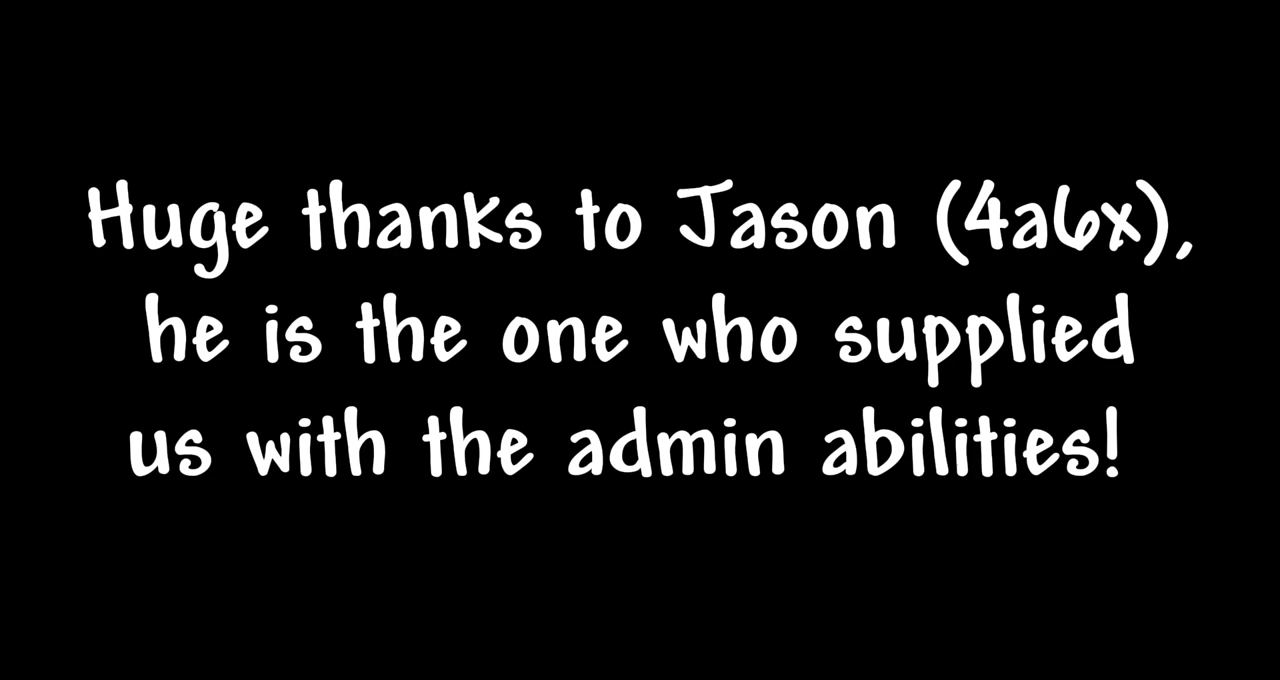 Huge thanks to Jason (4a6x),
he is the one who supplied
us with the admin abilities!